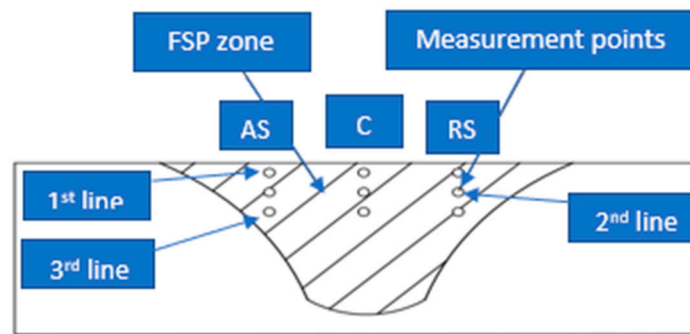 FSP zone
Measurement points
AS
C
RS
1st line
2nd line
3rd line